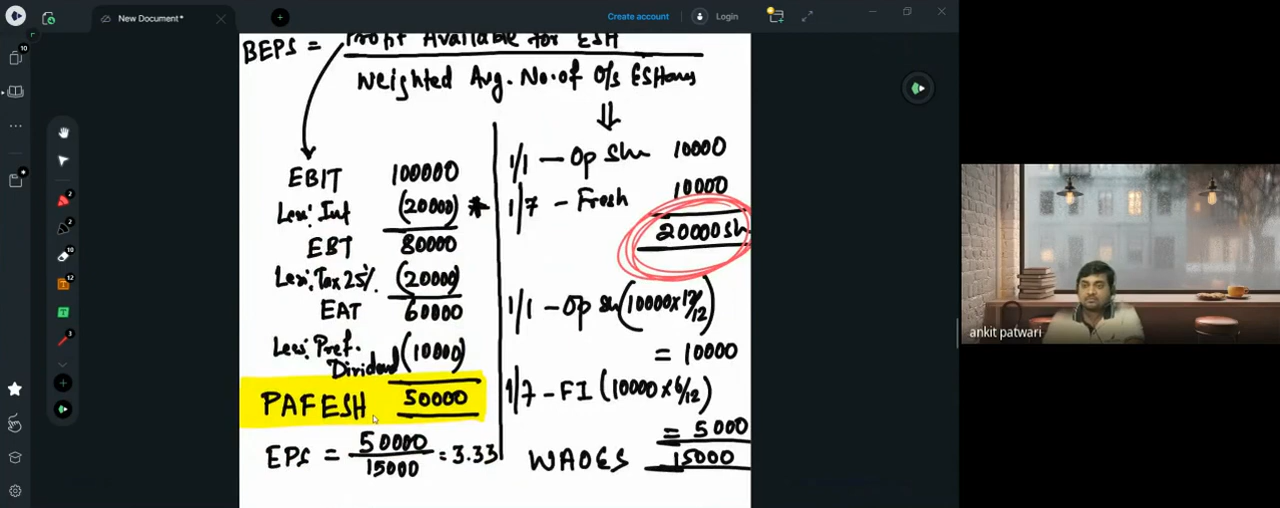 New Document*
Create account
Login
BEPS = Profit Available for ESH
Weighted Avg. No. of O/s EShares
EBIT 100000
Less: Int (20000) *
EBT 80000
Less: Tax 25% (20000)
EAT 60000
Less: Pref. Dividend (10000)
PAFESH 50000
EPS = 50000 / 15000 = 3.33
1/1 — Op Sh 10000
1/7 - Fresh 10000
20000 Sh
1/1 - Op Sh (10000 x 12/12)
= 10000
1/7 - FI (10000 x 6/12)
= 5000
WAOES 15000
ankit patwari